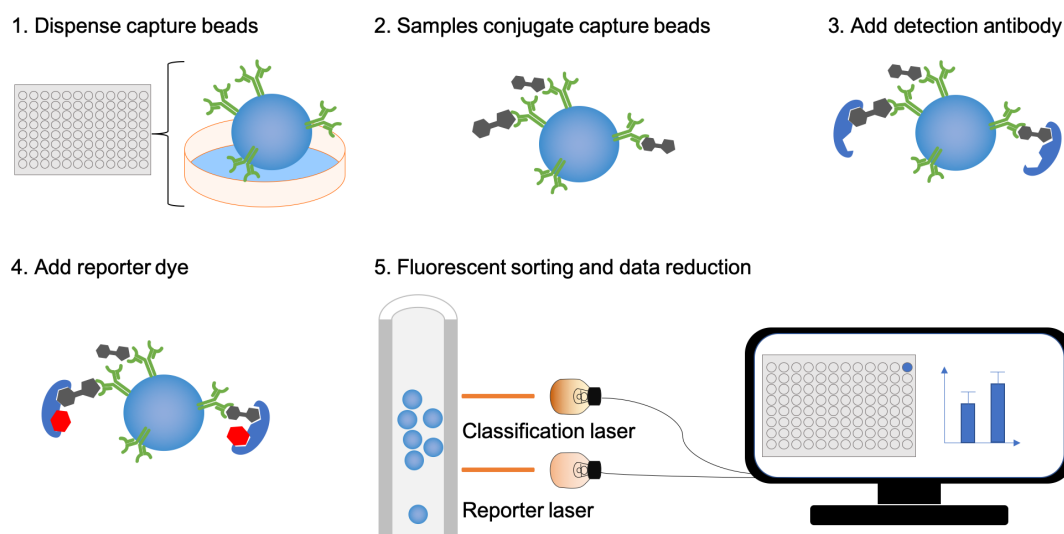 1. Dispense capture beads
2. Samples conjugate capture beads
3. Add detection antibody
4. Add reporter dye
5. Fluorescent sorting and data reduction
Classification laser
Reporter laser